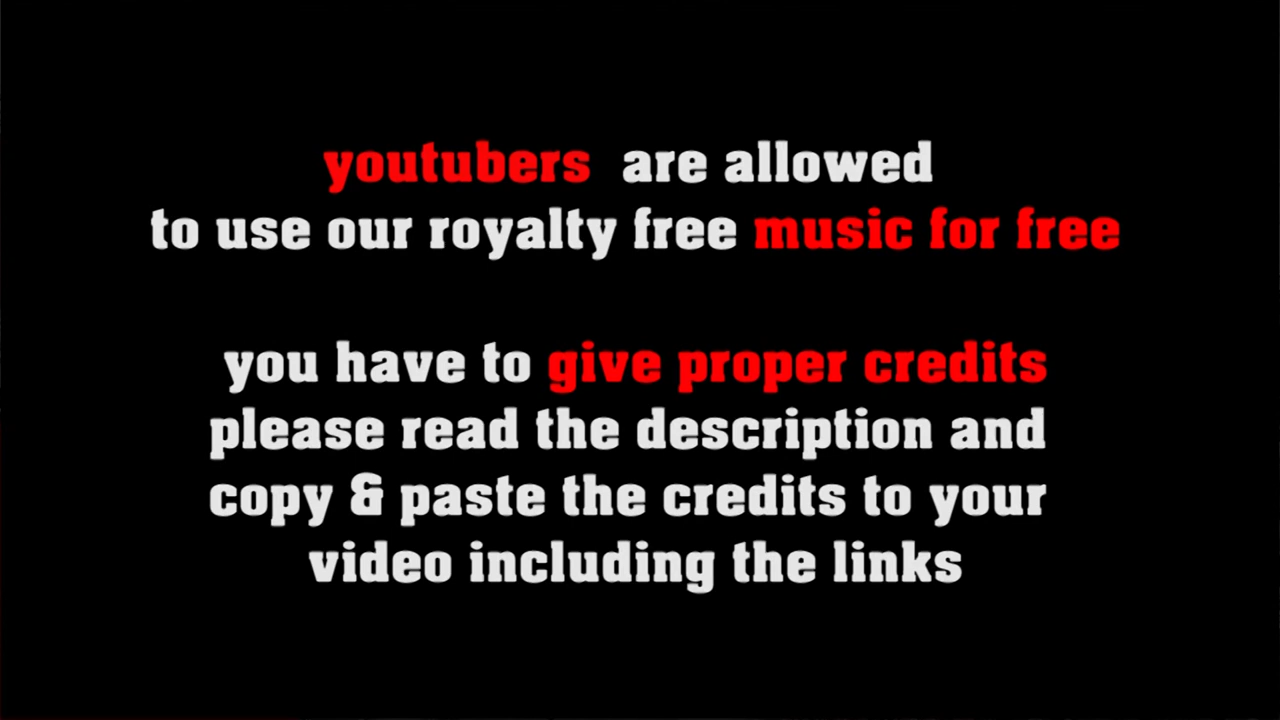 youtubers are allowed
to use our royalty free music for free
you have to give proper credits
please read the description and
copy & paste the credits to your
video including the links